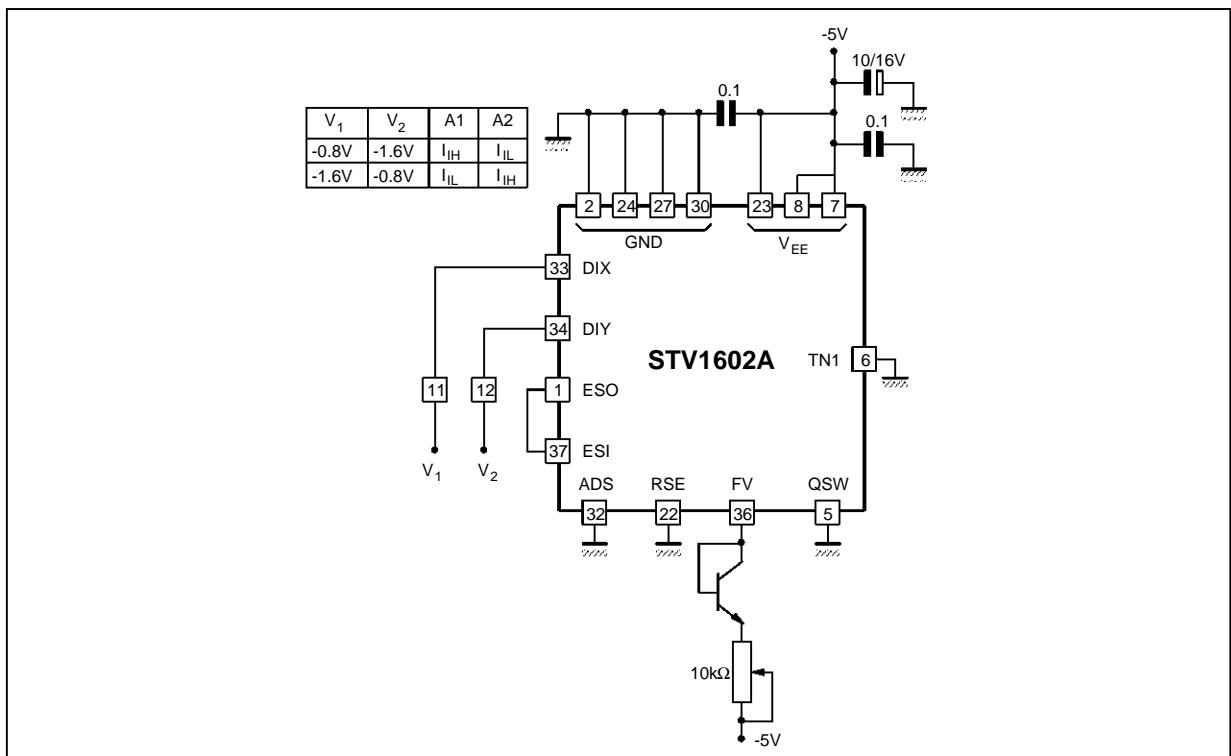 -5V
10/16V
0.1
0.1
V1 V2 A1 A2
-0.8V -1.6V IIH IIL
-1.6V -0.8V IIL IIH
2 24 27 30 23 8 7
GND VEE
33 DIX
34 DIY
STV1602A
TN1 6
11 12 1 ESO
37 ESI
V1 V2
ADS RSE FV QSW
32 22 36 5
10kΩ
-5V